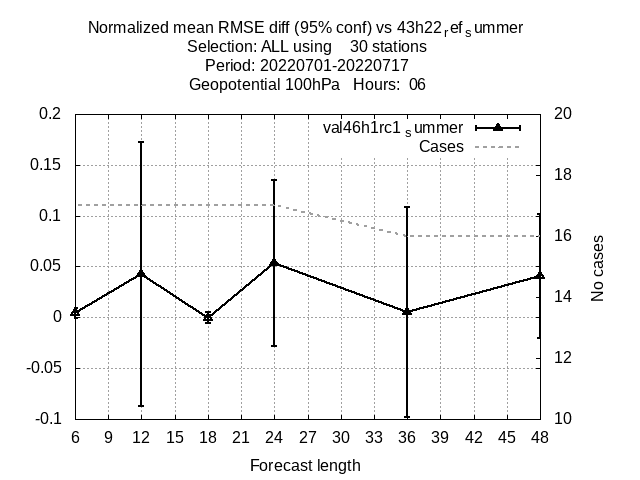 Normalized mean RMSE diff (95% conf) vs 43h22refsummer
Selection: ALL using 30 stations
Period: 20220701-20220717
Geopotential 100hPa Hours: 06
val46h1rc1summer
Cases
0.2
0.15
0.1
0.05
0
-0.05
-0.1
20
18
16
14
12
10
No cases
6 9 12 15 18 21 24 27 30 33 36 39 42 45 48
Forecast length